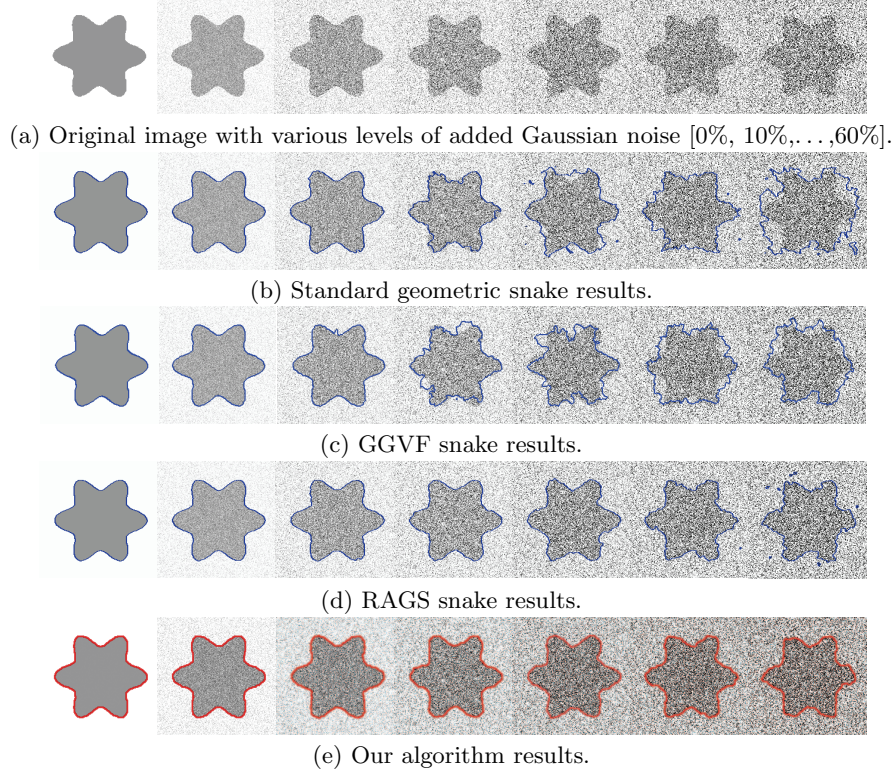 (a) Original image with various levels of added Gaussian noise [0%, 10%,...,60%].
(b) Standard geometric snake results.
(c) GGVF snake results.
(d) RAGS snake results.
(e) Our algorithm results.